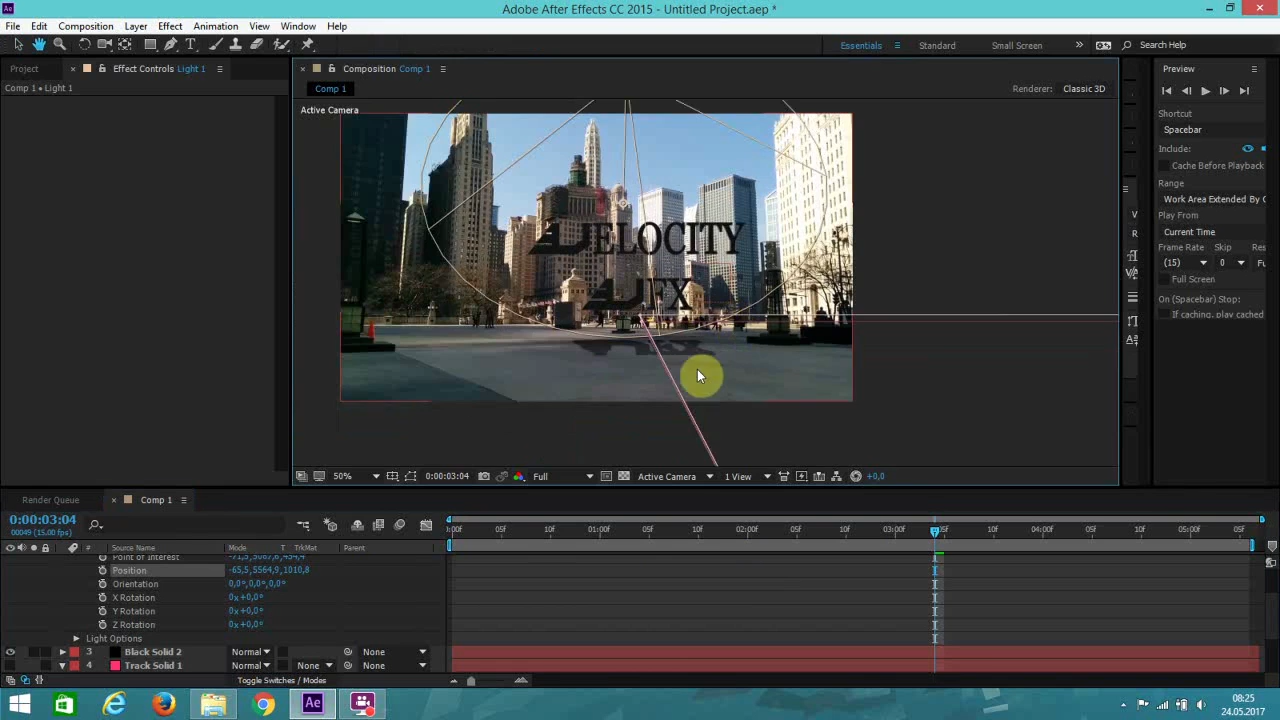 Adobe After Effects CC 2015 - Untitled Project.aep *
File Edit Composition Layer Effect Animation View Window Help
Essentials Standard Small Screen Search Help
Project Effect Controls Light 1 Composition Comp 1 Preview
Comp 1 • Light 1
Comp 1 Renderer: Classic 3D
Active Camera
Shortcut
Spacebar
Include:
Cache Before Playback
Range
Work Area Extended By C
Play From
Current Time
Frame Rate Skip
(15) 0
Full Screen
On (Spacebar) Stop:
If caching, play cached
VELOCITY
FX
50% 0:00:03:04 Full Active Camera 1 View +0,0
Render Queue Comp 1
0:00:03:04
00049 (15.00 fps)
:00f 05f 10f 01:00f 05f 10f 02:00f 05f 10f 03:00f 05f 10f 04:00f 05f 10f 05:00f 05f
# Source Name Mode T TrkMat Parent
Point of Interest -71,5,5087,6,434,4
Position -65,5,5564,9,1010,8
Orientation 0,0°,0,0°,0,0°
X Rotation 0x+0,0°
Y Rotation 0x+0,0°
Z Rotation 0x+0,0°
Light Options
3 Black Solid 2 Normal None
4 Track Solid 1 Normal None None
Toggle Switches / Modes
08:25
24.05.2017